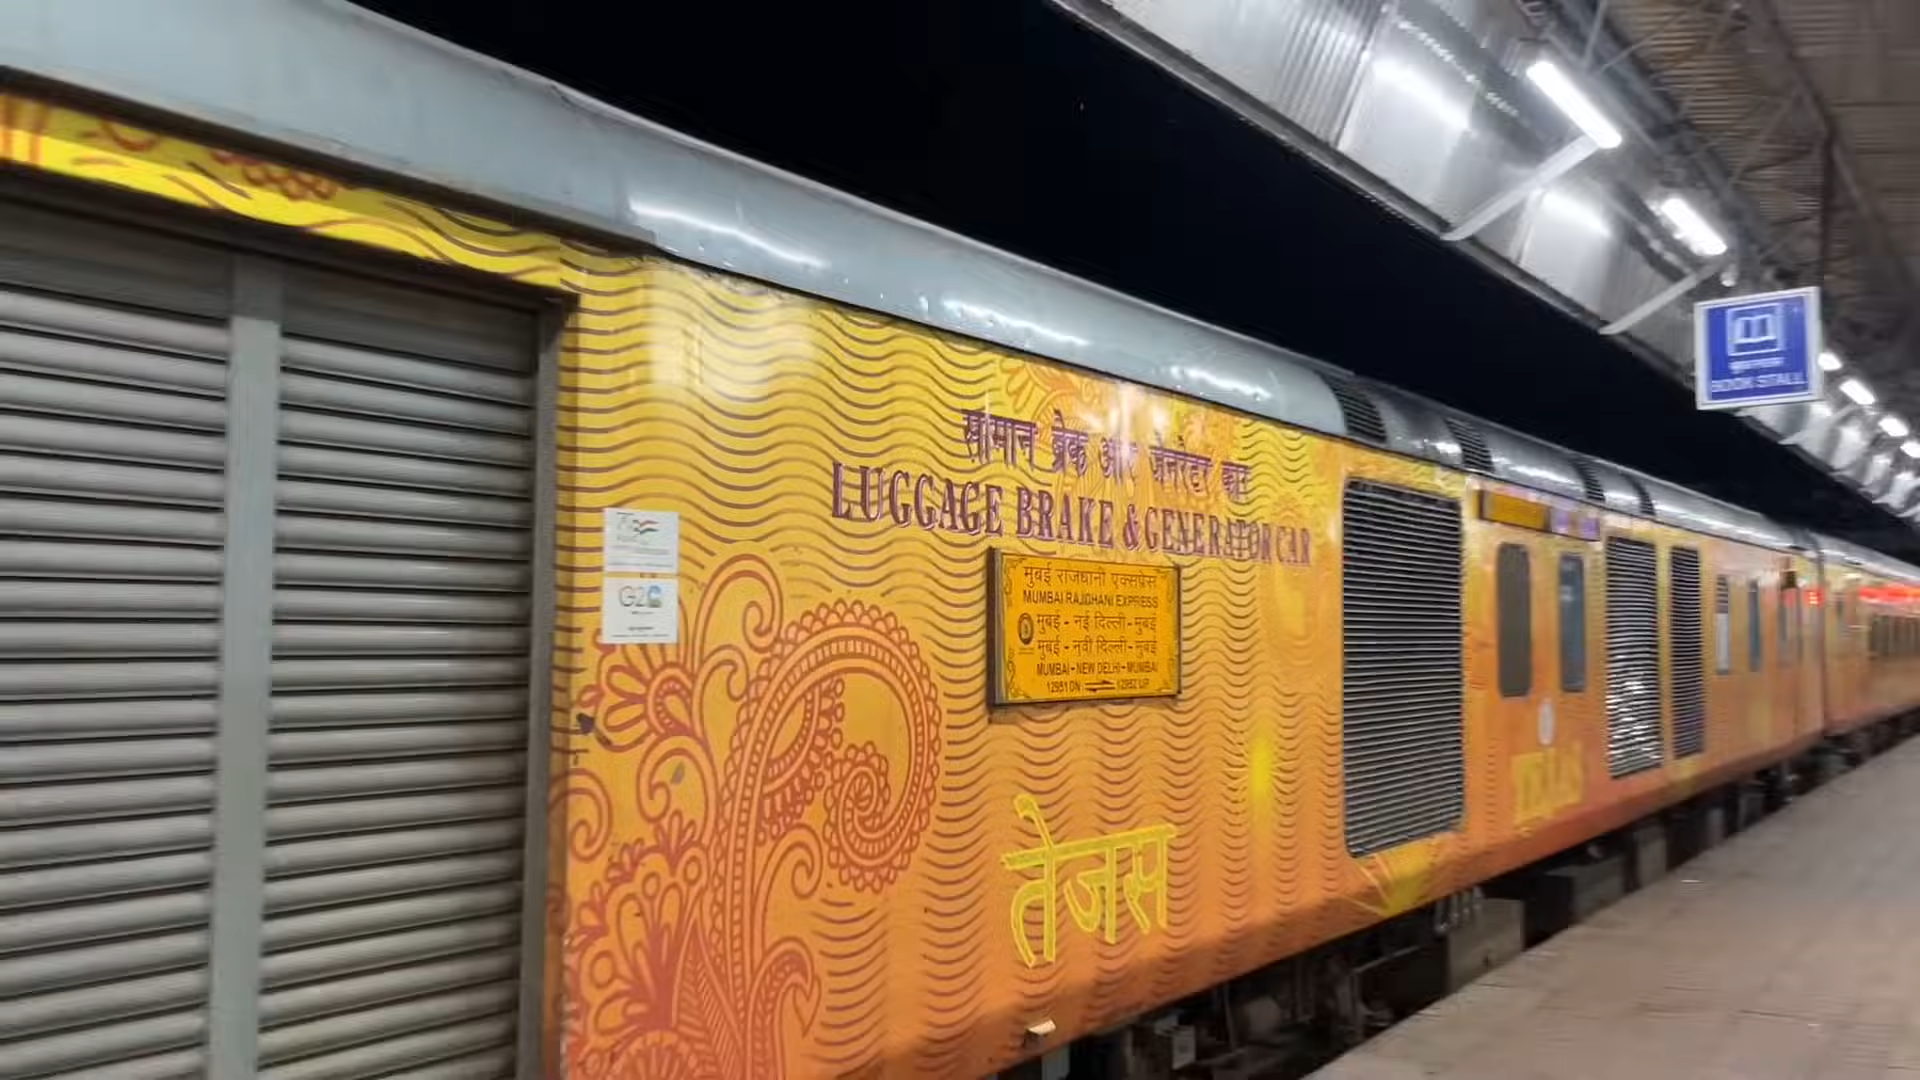 सामान ब्रेक और जेनरेटर कार
LUGGAGE BRAKE & GENERATOR CAR
मुंबई राजधानी एक्सप्रेस
MUMBAI RAJDHANI EXPRESS
मुंबई - नई दिल्ली - मुंबई
मुंबई - नवी दिल्ली - मुंबई
MUMBAI - NEW DELHI - MUMBAI
12951 DN 12952 UP
तेजस
G20
TEJAS
BOOK STALL